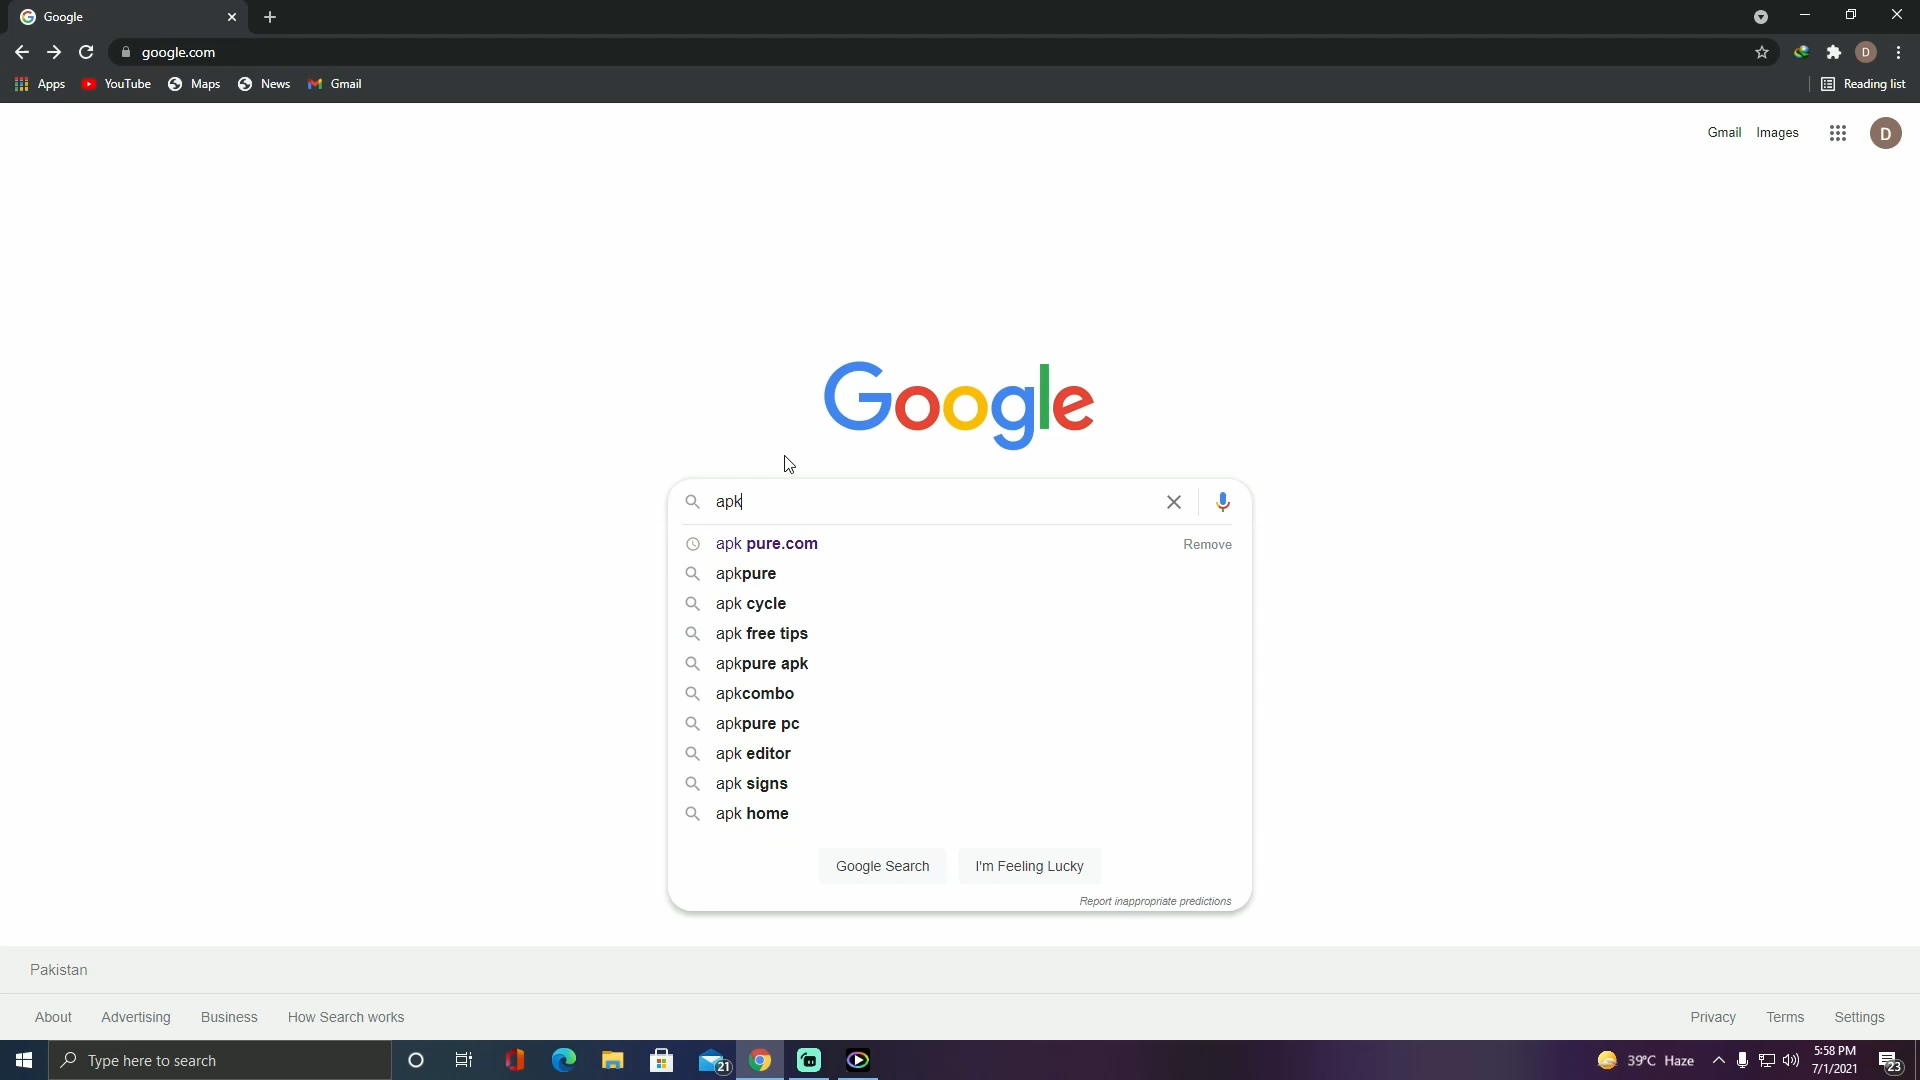 Google
google.com
Apps YouTube Maps News Gmail Reading list
Gmail Images D
D
Google
apk
apk pure.com Remove
apkpure
apk cycle
apk free tips
apkpure apk
apkcombo
apkpure pc
apk editor
apk signs
apk home
Google Search I'm Feeling Lucky
Report inappropriate predictions
Pakistan
About Advertising Business How Search works Privacy Terms Settings
Type here to search 21 39°C Haze 5:58 PM
7/1/2021 23